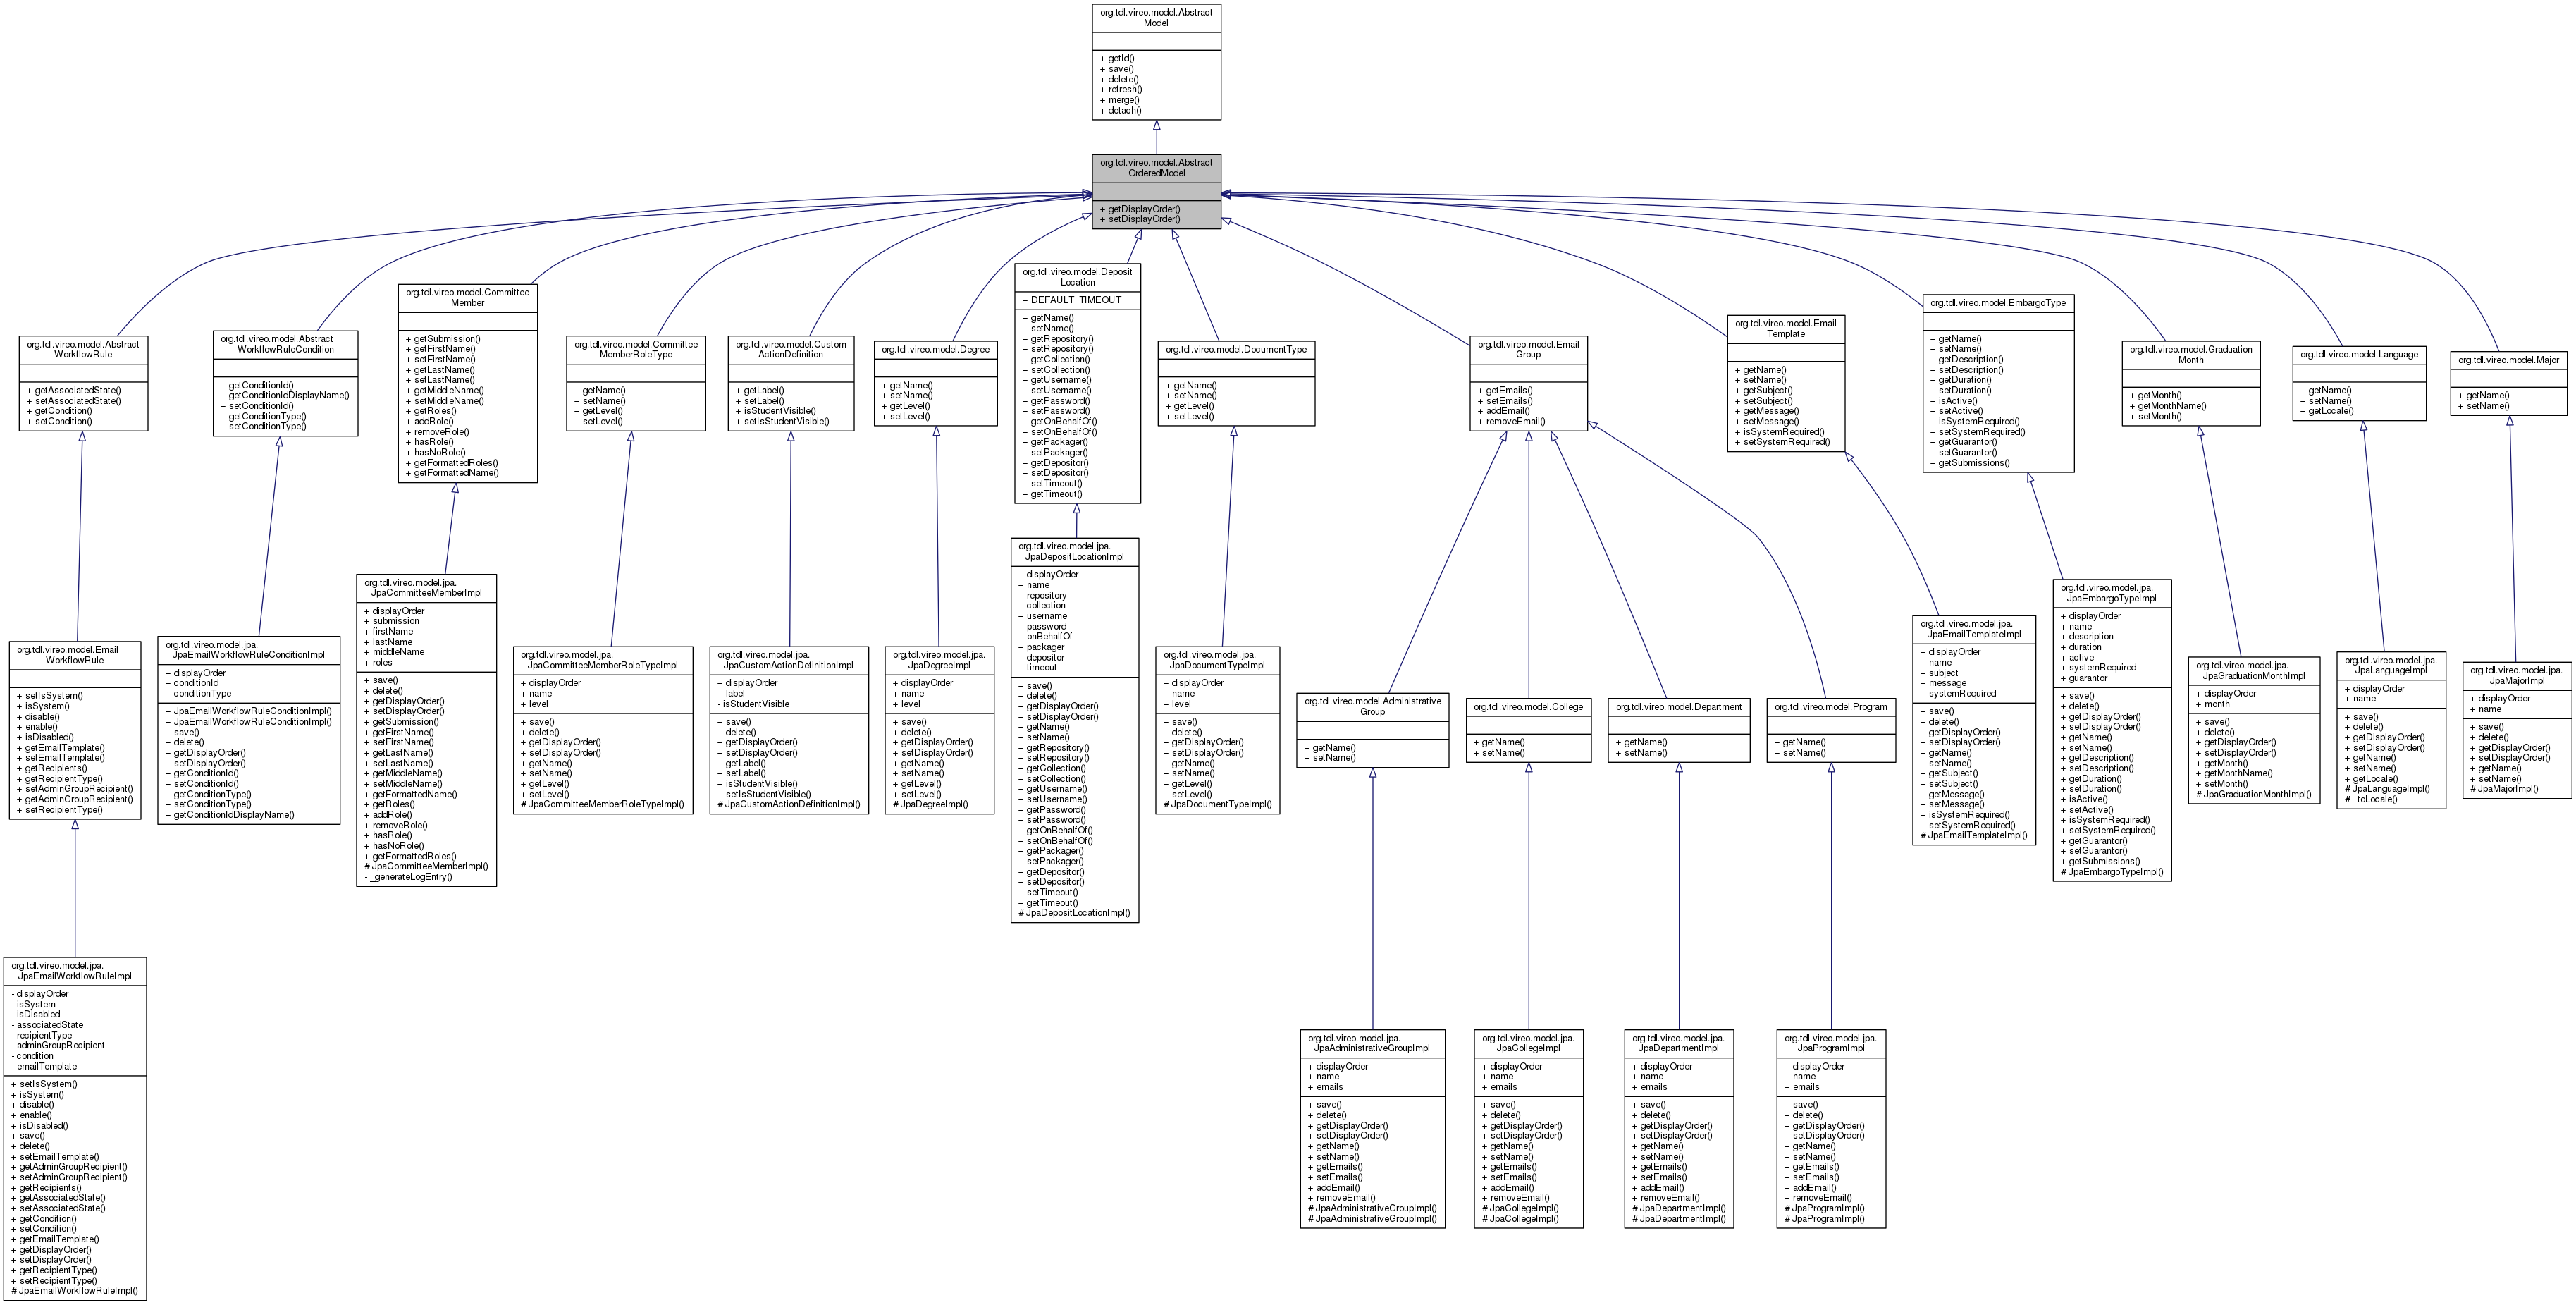 org.tdl.vireo.model.Abstract
Model
+ getId()
+ save()
+ delete()
+ refresh()
+ merge()
+ detach()
org.tdl.vireo.model.Abstract
OrderedModel
+ getDisplayOrder()
+ setDisplayOrder()
org.tdl.vireo.model.Abstract
WorkflowRule
+ getAssociatedState()
+ setAssociatedState()
+ getCondition()
+ setCondition()
org.tdl.vireo.model.Abstract
WorkflowRuleCondition
+ getConditionId()
+ getConditionIdDisplayName()
+ setConditionId()
+ getConditionType()
+ setConditionType()
org.tdl.vireo.model.Committee
Member
+ getSubmission()
+ getFirstName()
+ setFirstName()
+ getLastName()
+ setLastName()
+ getMiddleName()
+ setMiddleName()
+ getRoles()
+ addRole()
+ removeRole()
+ hasRole()
+ hasNoRole()
+ getFormattedRoles()
+ getFormattedName()
org.tdl.vireo.model.Committee
MemberRoleType
+ getName()
+ setName()
+ getLevel()
+ setLevel()
org.tdl.vireo.model.Custom
ActionDefinition
+ getLabel()
+ setLabel()
+ isStudentVisible()
+ setIsStudentVisible()
org.tdl.vireo.model.Degree
+ getName()
+ setName()
+ getLevel()
+ setLevel()
org.tdl.vireo.model.Deposit
Location
+ DEFAULT_TIMEOUT
+ getName()
+ setName()
+ getRepository()
+ setRepository()
+ getCollection()
+ setCollection()
+ getUsername()
+ setUsername()
+ getPassword()
+ setPassword()
+ getOnBehalfOf()
+ setOnBehalfOf()
+ getPackager()
+ setPackager()
+ getDepositor()
+ setDepositor()
+ setTimeout()
+ getTimeout()
org.tdl.vireo.model.DocumentType
+ getName()
+ setName()
+ getLevel()
+ setLevel()
org.tdl.vireo.model.Email
Group
+ getEmails()
+ setEmails()
+ addEmail()
+ removeEmail()
org.tdl.vireo.model.Email
Template
+ getName()
+ setName()
+ getSubject()
+ setSubject()
+ getMessage()
+ setMessage()
+ isSystemRequired()
+ setSystemRequired()
org.tdl.vireo.model.EmbargoType
+ getName()
+ setName()
+ getDescription()
+ setDescription()
+ getDuration()
+ setDuration()
+ isActive()
+ setActive()
+ isSystemRequired()
+ setSystemRequired()
+ getGuarantor()
+ setGuarantor()
+ getSubmissions()
org.tdl.vireo.model.Graduation
Month
+ getMonth()
+ getMonthName()
+ setMonth()
org.tdl.vireo.model.Language
+ getName()
+ setName()
+ getLocale()
org.tdl.vireo.model.Major
+ getName()
+ setName()
org.tdl.vireo.model.Email
WorkflowRule
+ setIsSystem()
+ isSystem()
+ disable()
+ enable()
+ isDisabled()
+ getEmailTemplate()
+ setEmailTemplate()
+ getRecipients()
+ getRecipientType()
+ setAdminGroupRecipient()
+ getAdminGroupRecipient()
+ setRecipientType()
org.tdl.vireo.model.jpa.
JpaEmailWorkflowRuleConditionImpl
+ displayOrder
+ conditionId
+ conditionType
+ JpaEmailWorkflowRuleConditionImpl()
+ JpaEmailWorkflowRuleConditionImpl()
+ save()
+ delete()
+ getDisplayOrder()
+ setDisplayOrder()
+ getConditionId()
+ setConditionId()
+ getConditionType()
+ setConditionType()
+ getConditionIdDisplayName()
org.tdl.vireo.model.jpa.
JpaCommitteeMemberImpl
+ displayOrder
+ submission
+ firstName
+ lastName
+ middleName
+ roles
+ save()
+ delete()
+ getDisplayOrder()
+ setDisplayOrder()
+ getSubmission()
+ getFirstName()
+ setFirstName()
+ getLastName()
+ setLastName()
+ getMiddleName()
+ setMiddleName()
+ getFormattedName()
+ getRoles()
+ addRole()
+ removeRole()
+ hasRole()
+ hasNoRole()
+ getFormattedRoles()
# JpaCommitteeMemberImpl()
- _generateLogEntry()
org.tdl.vireo.model.jpa.
JpaCommitteeMemberRoleTypeImpl
+ displayOrder
+ name
+ level
+ save()
+ delete()
+ getDisplayOrder()
+ setDisplayOrder()
+ getName()
+ setName()
+ getLevel()
+ setLevel()
# JpaCommitteeMemberRoleTypeImpl()
org.tdl.vireo.model.jpa.
JpaCustomActionDefinitionImpl
+ displayOrder
+ label
- isStudentVisible
+ save()
+ delete()
+ getDisplayOrder()
+ setDisplayOrder()
+ getLabel()
+ setLabel()
+ isStudentVisible()
+ setIsStudentVisible()
# JpaCustomActionDefinitionImpl()
org.tdl.vireo.model.jpa.
JpaDegreeImpl
+ displayOrder
+ name
+ level
+ save()
+ delete()
+ getDisplayOrder()
+ setDisplayOrder()
+ getName()
+ setName()
+ getLevel()
+ setLevel()
# JpaDegreeImpl()
org.tdl.vireo.model.jpa.
JpaDepositLocationImpl
+ displayOrder
+ name
+ repository
+ collection
+ username
+ password
+ onBehalfOf
+ packager
+ depositor
+ timeout
+ save()
+ delete()
+ getDisplayOrder()
+ setDisplayOrder()
+ getName()
+ setName()
+ getRepository()
+ setRepository()
+ getCollection()
+ setCollection()
+ getUsername()
+ setUsername()
+ getPassword()
+ setPassword()
+ getOnBehalfOf()
+ setOnBehalfOf()
+ getPackager()
+ setPackager()
+ getDepositor()
+ setDepositor()
+ setTimeout()
+ getTimeout()
# JpaDepositLocationImpl()
org.tdl.vireo.model.jpa.
JpaDocumentTypeImpl
+ displayOrder
+ name
+ level
+ save()
+ delete()
+ getDisplayOrder()
+ setDisplayOrder()
+ getName()
+ setName()
+ getLevel()
+ setLevel()
# JpaDocumentTypeImpl()
org.tdl.vireo.model.Administrative
Group
+ getName()
+ setName()
org.tdl.vireo.model.College
+ getName()
+ setName()
org.tdl.vireo.model.Department
+ getName()
+ setName()
org.tdl.vireo.model.Program
+ getName()
+ setName()
org.tdl.vireo.model.jpa.
JpaEmailTemplateImpl
+ displayOrder
+ name
+ subject
+ message
+ systemRequired
+ save()
+ delete()
+ getDisplayOrder()
+ setDisplayOrder()
+ getName()
+ setName()
+ getSubject()
+ setSubject()
+ getMessage()
+ setMessage()
+ isSystemRequired()
+ setSystemRequired()
# JpaEmailTemplateImpl()
org.tdl.vireo.model.jpa.
JpaEmbargoTypeImpl
+ displayOrder
+ name
+ description
+ duration
+ active
+ systemRequired
+ guarantor
+ save()
+ delete()
+ getDisplayOrder()
+ setDisplayOrder()
+ getName()
+ setName()
+ getDescription()
+ setDescription()
+ getDuration()
+ setDuration()
+ isActive()
+ setActive()
+ isSystemRequired()
+ setSystemRequired()
+ getGuarantor()
+ setGuarantor()
+ getSubmissions()
# JpaEmbargoTypeImpl()
org.tdl.vireo.model.jpa.
JpaGraduationMonthImpl
+ displayOrder
+ month
+ save()
+ delete()
+ getDisplayOrder()
+ setDisplayOrder()
+ getMonth()
+ getMonthName()
+ setMonth()
# JpaGraduationMonthImpl()
org.tdl.vireo.model.jpa.
JpaLanguageImpl
+ displayOrder
+ name
+ save()
+ delete()
+ getDisplayOrder()
+ setDisplayOrder()
+ getName()
+ setName()
+ getLocale()
# JpaLanguageImpl()
# _toLocale()
org.tdl.vireo.model.jpa.
JpaMajorImpl
+ displayOrder
+ name
+ save()
+ delete()
+ getDisplayOrder()
+ setDisplayOrder()
+ getName()
+ setName()
# JpaMajorImpl()
org.tdl.vireo.model.jpa.
JpaEmailWorkflowRuleImpl
- displayOrder
- isSystem
- isDisabled
- associatedState
- recipientType
- adminGroupRecipient
- condition
- emailTemplate
+ setIsSystem()
+ isSystem()
+ disable()
+ enable()
+ isDisabled()
+ save()
+ delete()
+ setEmailTemplate()
+ getAdminGroupRecipient()
+ setAdminGroupRecipient()
+ getRecipients()
+ getAssociatedState()
+ setAssociatedState()
+ getCondition()
+ setCondition()
+ getEmailTemplate()
+ getDisplayOrder()
+ setDisplayOrder()
+ getRecipientType()
+ setRecipientType()
# JpaEmailWorkflowRuleImpl()
org.tdl.vireo.model.jpa.
JpaAdministrativeGroupImpl
+ displayOrder
+ name
+ emails
+ save()
+ delete()
+ getDisplayOrder()
+ setDisplayOrder()
+ getName()
+ setName()
+ getEmails()
+ setEmails()
+ addEmail()
+ removeEmail()
# JpaAdministrativeGroupImpl()
# JpaAdministrativeGroupImpl()
org.tdl.vireo.model.jpa.
JpaCollegeImpl
+ displayOrder
+ name
+ emails
+ save()
+ delete()
+ getDisplayOrder()
+ setDisplayOrder()
+ getName()
+ setName()
+ getEmails()
+ setEmails()
+ addEmail()
+ removeEmail()
# JpaCollegeImpl()
# JpaCollegeImpl()
org.tdl.vireo.model.jpa.
JpaDepartmentImpl
+ displayOrder
+ name
+ emails
+ save()
+ delete()
+ getDisplayOrder()
+ setDisplayOrder()
+ getName()
+ setName()
+ getEmails()
+ setEmails()
+ addEmail()
+ removeEmail()
# JpaDepartmentImpl()
# JpaDepartmentImpl()
org.tdl.vireo.model.jpa.
JpaProgramImpl
+ displayOrder
+ name
+ emails
+ save()
+ delete()
+ getDisplayOrder()
+ setDisplayOrder()
+ getName()
+ setName()
+ getEmails()
+ setEmails()
+ addEmail()
+ removeEmail()
# JpaProgramImpl()
# JpaProgramImpl()